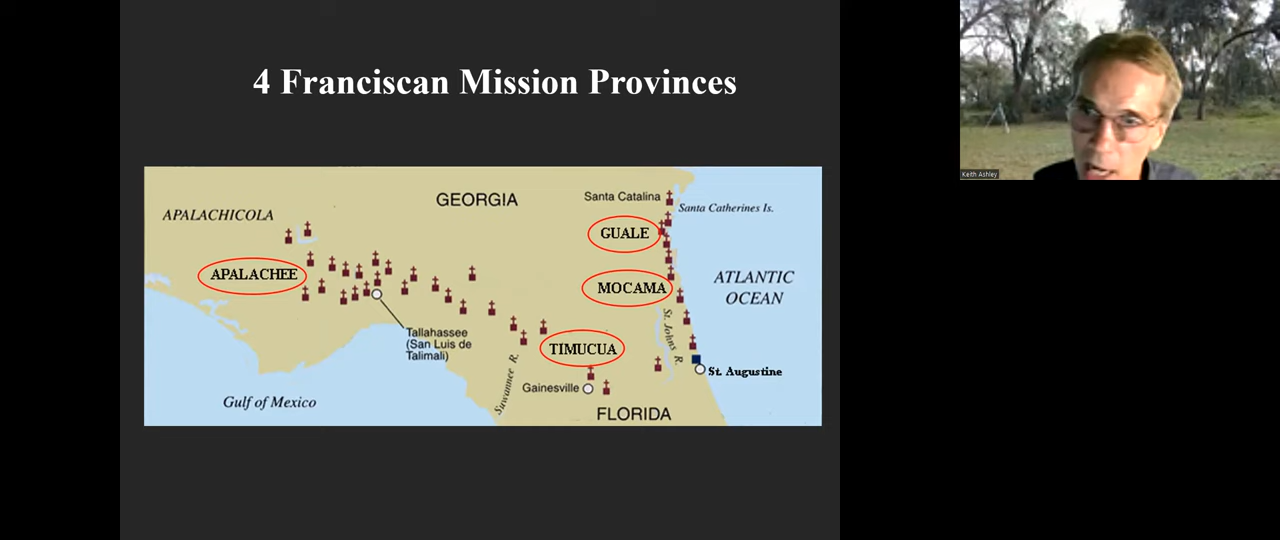 4 Franciscan Mission Provinces
Keith Ashley
GEORGIA
Santa Catalina
Santa Catherines Is.
APALACHICOLA
GUALE
APALACHEE
MOCAMA
ATLANTIC
OCEAN
St. Johns R.
Tallahassee
(San Luis de
Talimali)
TIMUCUA
Suwannee R.
St. Augustine
Gainesville
Gulf of Mexico
FLORIDA